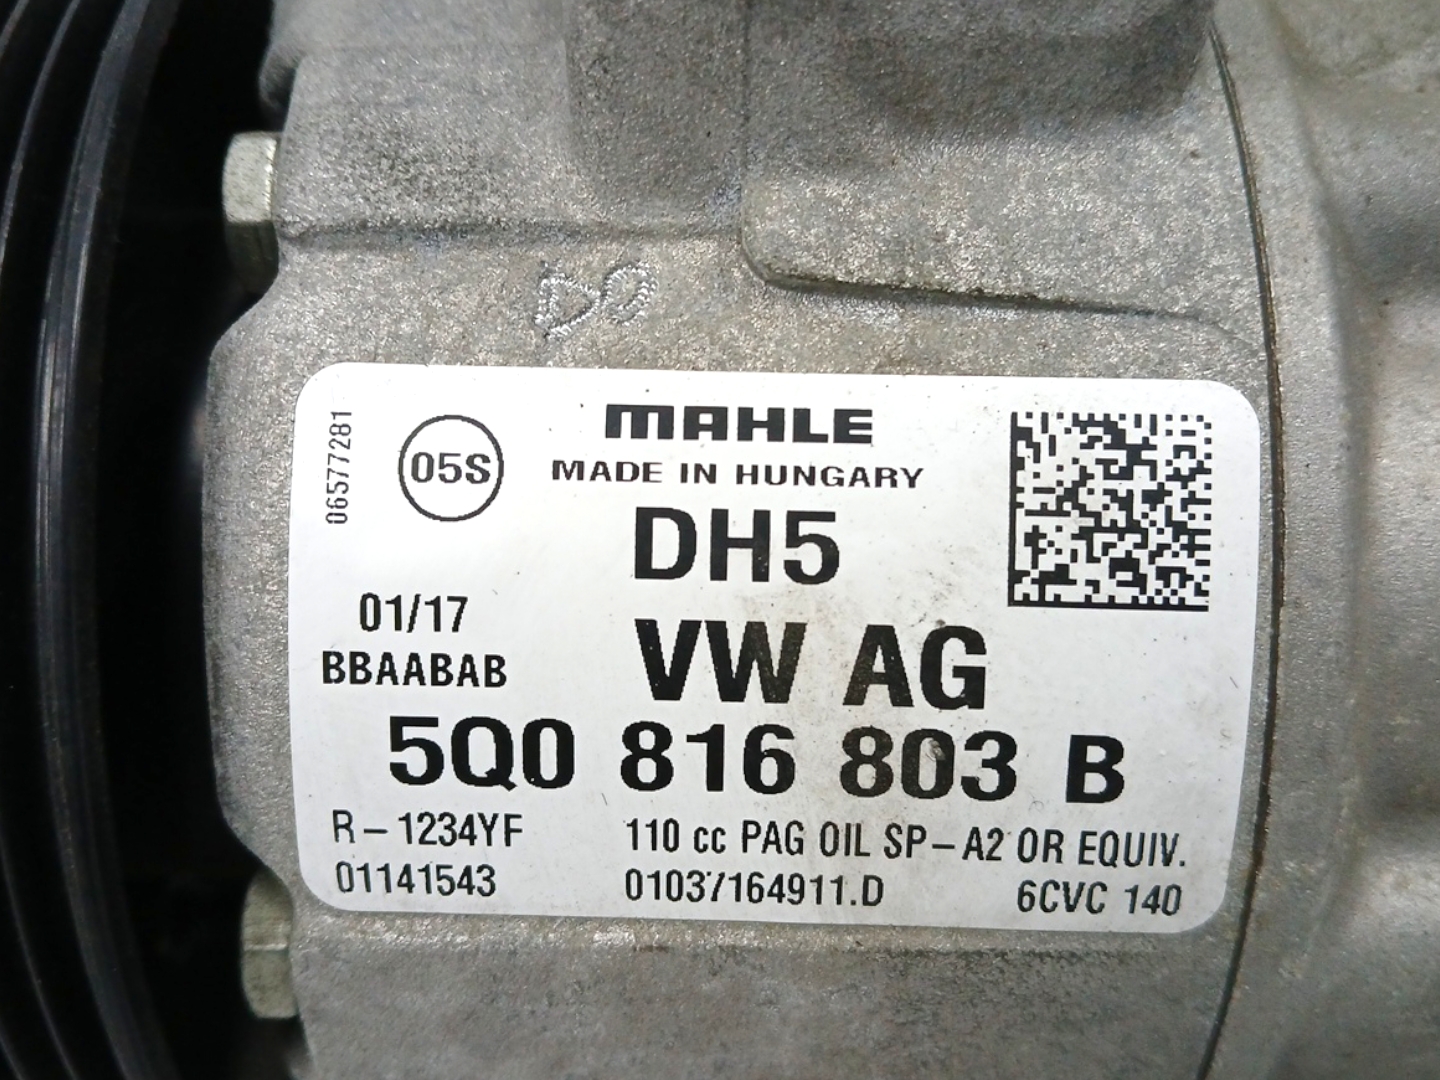 06577281
05S
MAHLE
MADE IN HUNGARY
DH5
01/17
VW AG
BBAABAB
5Q0 816 803 B
R-1234YF
110 cc PAG OIL SP-A2 OR EQUIV.
01141543
01037164911.D
6CVC 140